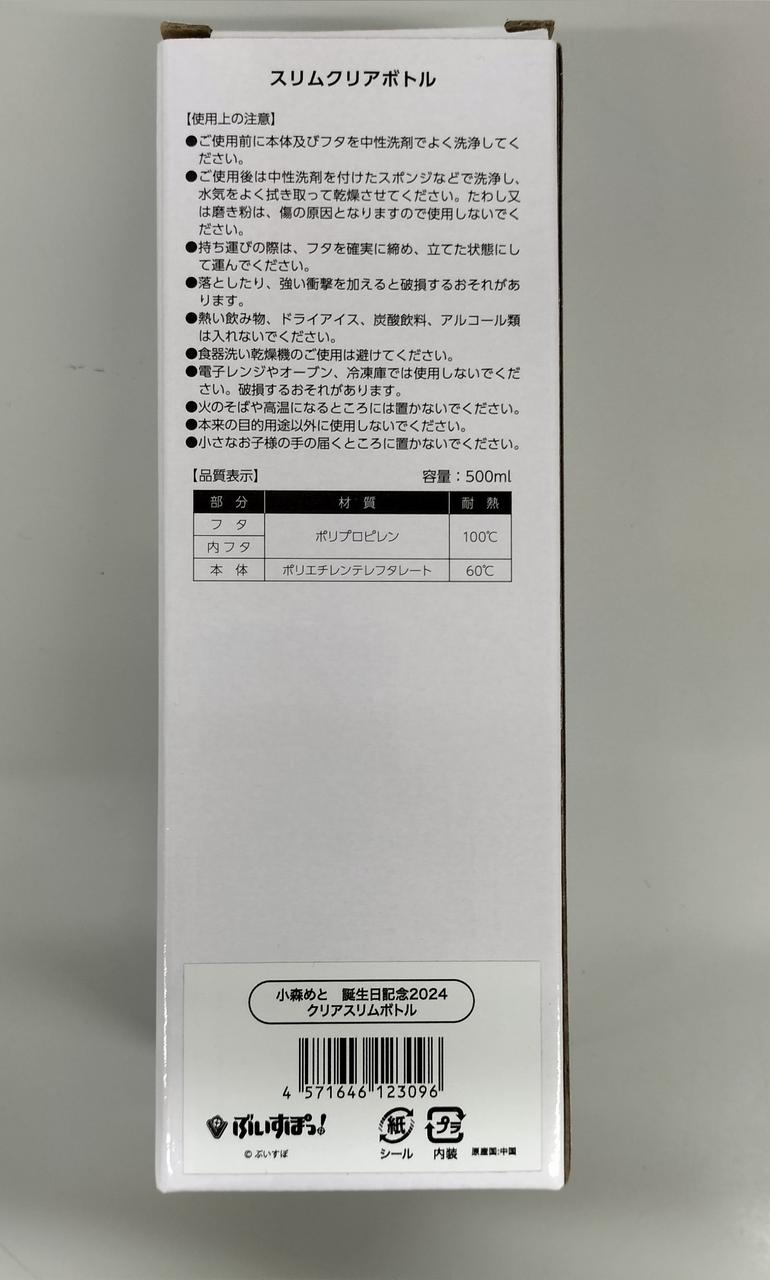 スリムクリアボトル
【使用上の注意】
●ご使用前に本体及びフタを中性洗剤でよく洗浄してく
ださい。
●ご使用後は中性洗剤を付けたスポンジなどで洗浄し、
水気をよく拭き取って乾燥させてください。たわし又
は磨き粉は、傷の原因となりますので使用しないでく
ださい。
●持ち運びの際は、フタを確実に締め、立てた状態にし
て運んでください。
●落としたり、強い衝撃を加えると破損するおそれがあ
ります。
●熱い飲み物、ドライアイス、炭酸飲料、アルコール類
は入れないでください。
●食器洗い乾燥機のご使用は避けてください。
●電子レンジやオーブン、冷凍庫では使用しないでくだ
さい。破損するおそれがあります。
●火のそばや高温になるところには置かないでください。
●本来の目的用途以外に使用しないでください。
●小さなお子様の手の届くところに置かないでください。
【品質表示】 容量：500ml
部 分 材 質 耐 熱
フ タ ポリプロピレン 100℃
内フタ
本 体 ポリエチレンテレフタレート 60℃
小森めと 誕生日記念2024
クリアスリムボトル
4 571646 123096
ぶいすぽっ!
© ぶいすぽ
紙 シール
プラ 内装
原産国:中国